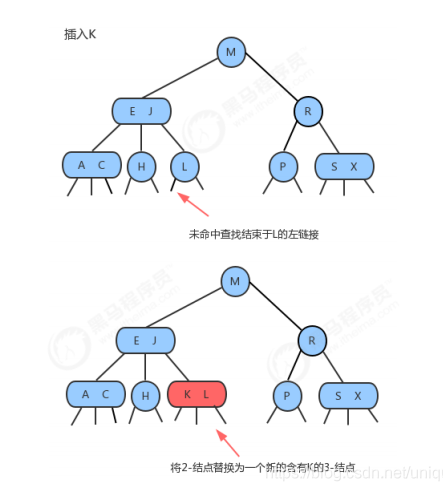 插入K
M
E J
R
A C
H
L
P
S X
未命中查找结束于L的左链接
M
E J
R
A C
H
K L
P
S X
将2-结点替换为一个新的含有K的3-结点
黑马程序员
https://blog.csdn.net/uniqu